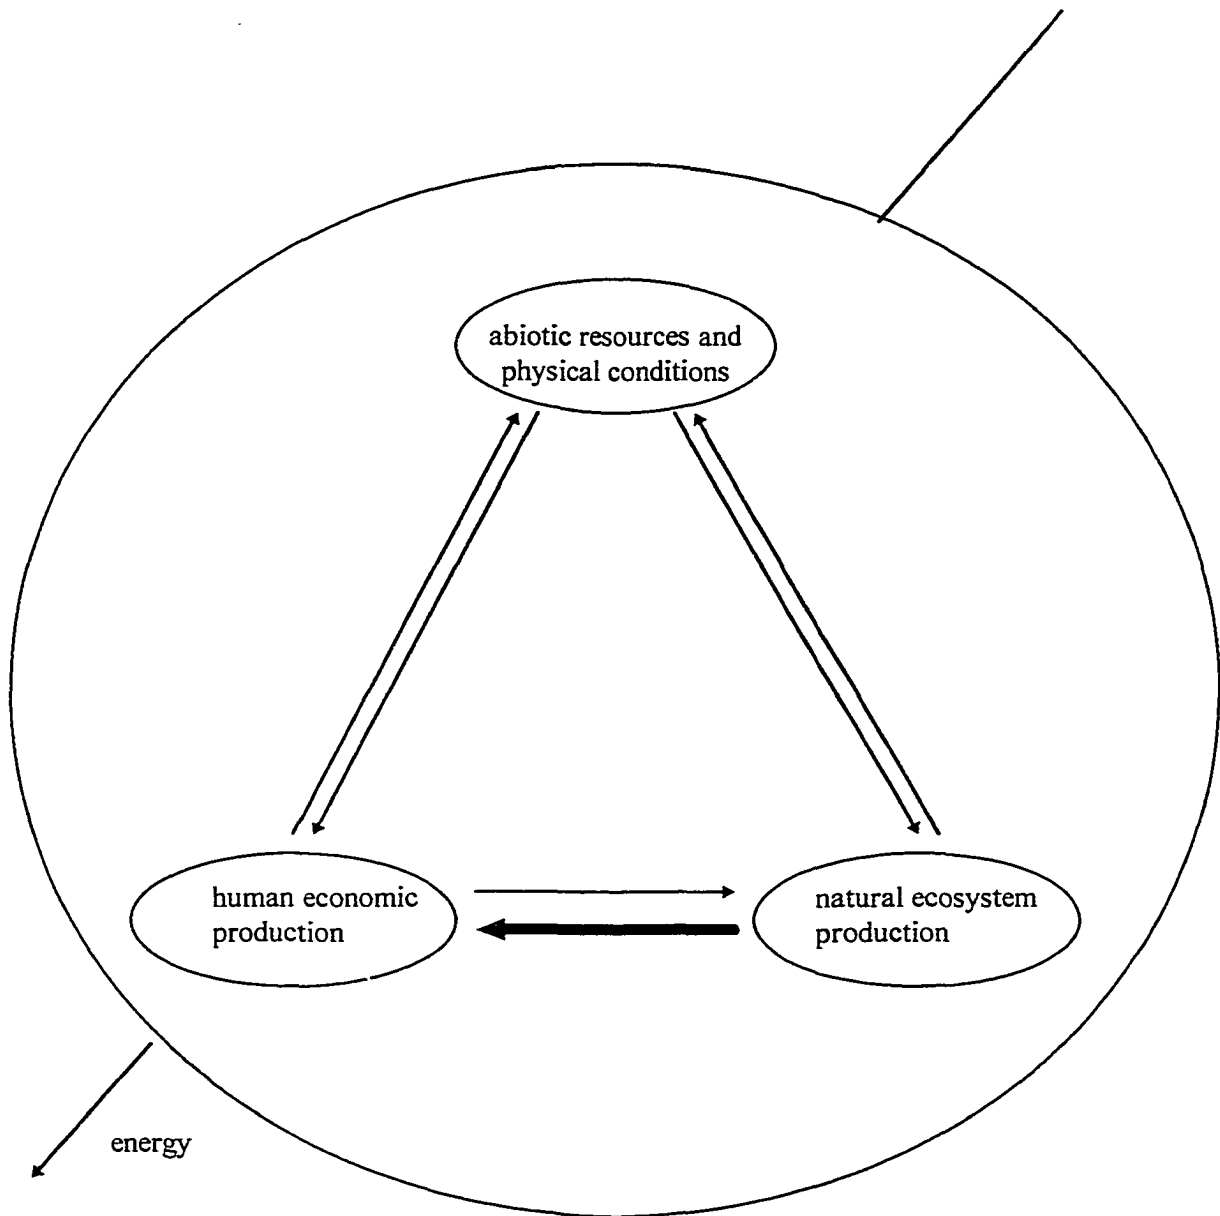 abiotic resources and
physical conditions
human economic
production
natural ecosystem
production
energy